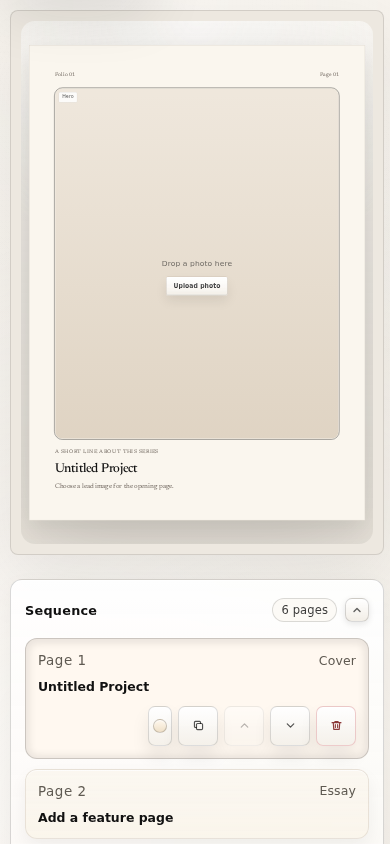 Folio 01
Page 01
Hero
Drop a photo here
Upload photo
A SHORT LINE ABOUT THIS SERIES
Untitled Project
Choose a lead image for the opening page.
Sequence
6 pages
Page 1
Cover
Untitled Project
Page 2
Essay
Add a feature page